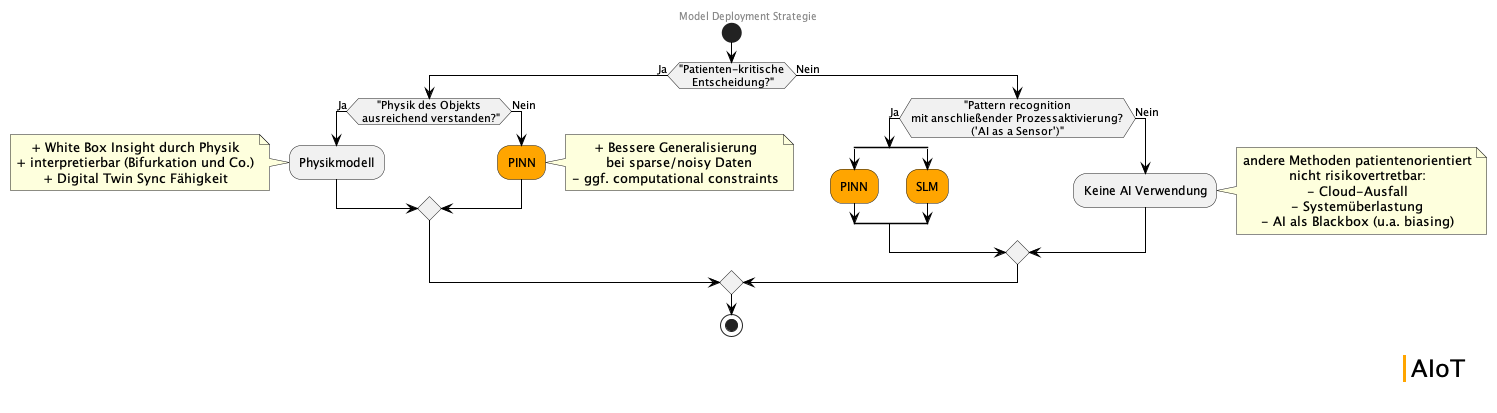 Model Deployment Strategie
Ja
"Patienten-kritische
Entscheidung?"
Nein
Ja
"Physik des Objekts
ausreichend verstanden?"
Nein
+ White Box Insight durch Physik
+ interpretierbar (Bifurkation und Co.)
+ Digital Twin Sync Fähigkeit
Physikmodell
PINN
+ Bessere Generalisierung
bei sparse/noisy Daten
- ggf. computational constraints
Ja
"Pattern recognition
mit anschließender Prozessaktivierung?
('AI as a Sensor')"
Nein
PINN
SLM
Keine AI Verwendung
andere Methoden patientenorientiert
nicht risikovertretbar:
- Cloud-Ausfall
- Systemüberlastung
- AI als Blackbox (u.a. biasing)
AIoT